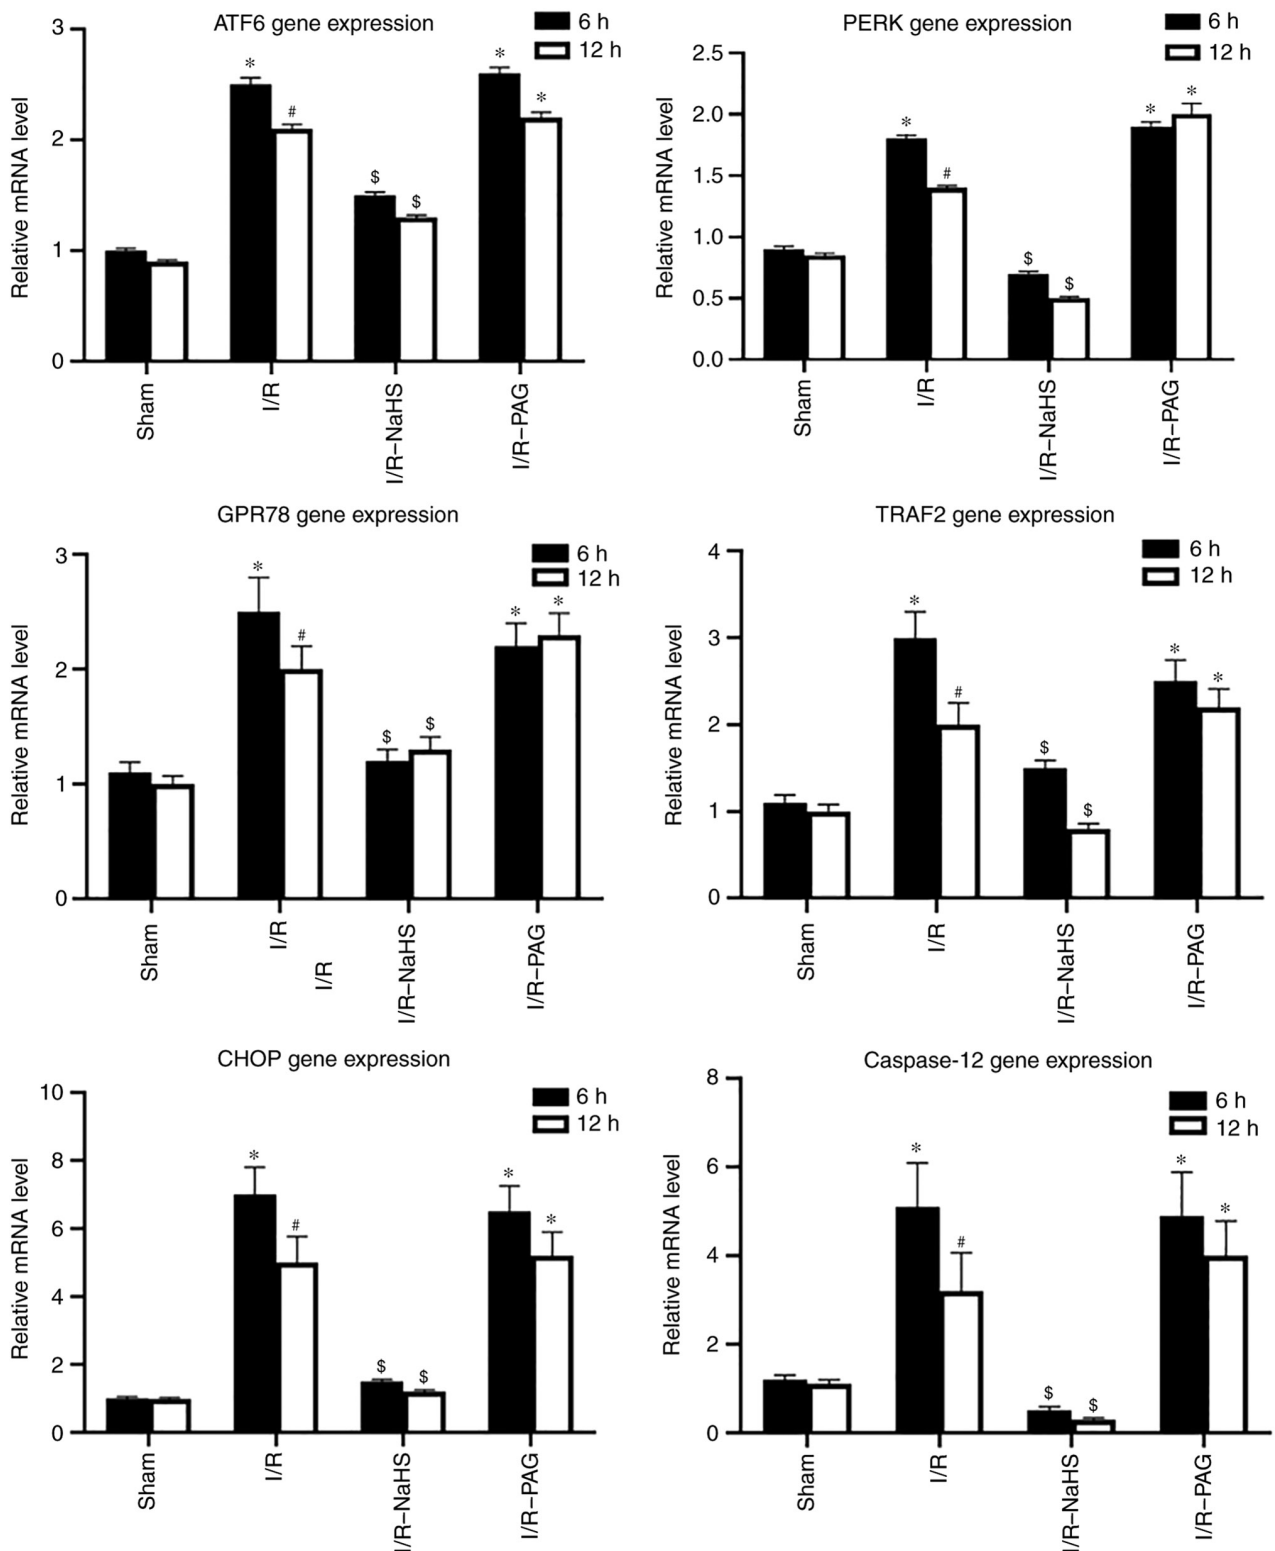 ATF6 gene expression
6 h
12 h
Relative mRNA level
3
2
1
0
*
#
$
$
*
*
Sham
I/R
I/R–NaHS
I/R–PAG
PERK gene expression
6 h
12 h
Relative mRNA level
2.5
2.0
1.5
1.0
0.5
0.0
*
#
$
$
*
*
Sham
I/R
I/R–NaHS
I/R–PAG
GPR78 gene expression
6 h
12 h
Relative mRNA level
3
2
1
0
*
#
$
$
*
*
Sham
I/R
I/R
I/R–NaHS
I/R–PAG
TRAF2 gene expression
6 h
12 h
Relative mRNA level
4
3
2
1
0
*
#
$
$
*
*
Sham
I/R
I/R–NaHS
I/R–PAG
CHOP gene expression
6 h
12 h
Relative mRNA level
10
8
6
4
2
0
*
#
$
$
*
*
Sham
I/R
I/R–NaHS
I/R–PAG
Caspase-12 gene expression
6 h
12 h
Relative mRNA level
8
6
4
2
0
*
#
$
$
*
*
Sham
I/R
I/R–NaHS
I/R–PAG